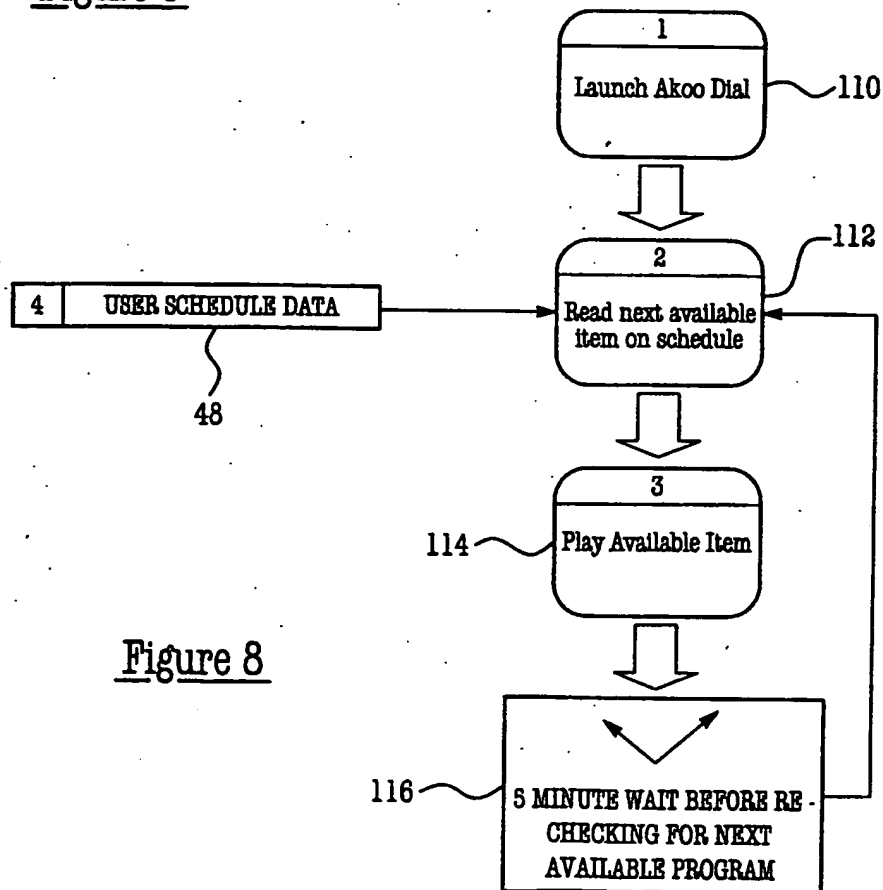 1
Launch Akoo Dial
110
112
2
Read next available
item on schedule
4 USER SCHEDULE DATA
48
3
Play Available Item
114
Figure 8
116
5 MINUTE WAIT BEFORE RE -
CHECKING FOR NEXT
AVAILABLE PROGRAM